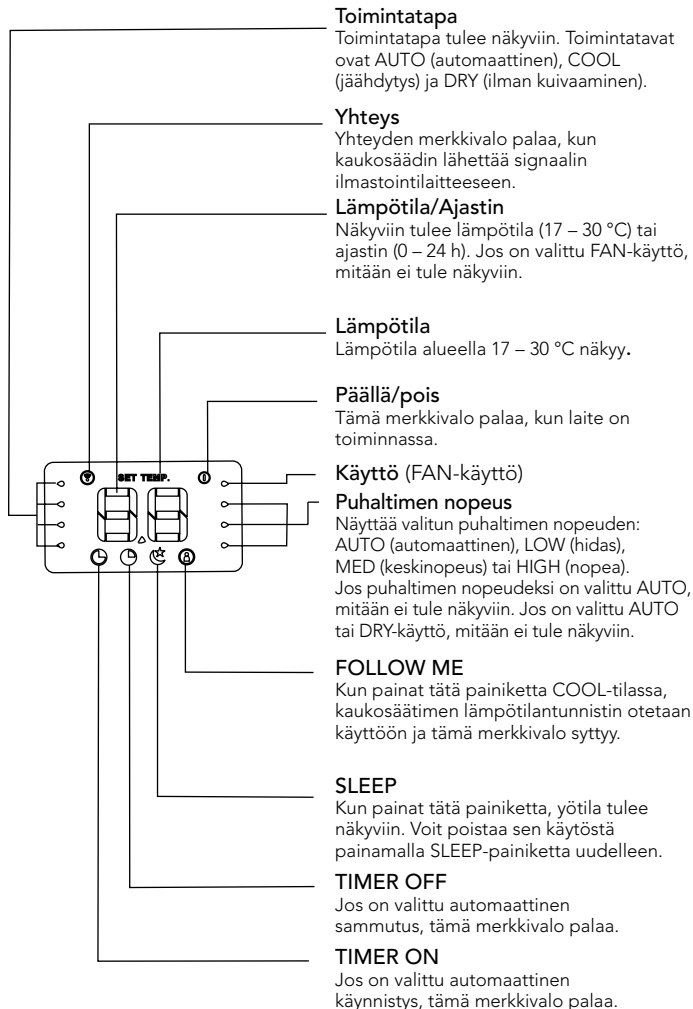 Toimintatapa
Toimintatapa tulee näkyviin. Toimintatavat
ovat AUTO (automaattinen), COOL
(jäähdytys) ja DRY (ilman kuivaaminen).
Yhteys
Yhteyden merkkivalo palaa, kun
kaukosäädin lähettää signaalin
ilmastointilaitteeseen.
Lämpötila/Ajastin
Näkyviin tulee lämpötila (17 – 30 °C) tai
ajastin (0 – 24 h). Jos on valittu FAN-käyttö,
mitään ei tule näkyviin.
Lämpötila
Lämpötila alueella 17 – 30 °C näkyy.
Päällä/pois
Tämä merkkivalo palaa, kun laite on
toiminnassa.
SET TEMP.
Käyttö (FAN-käyttö)
Puhaltimen nopeus
Näyttää valitun puhaltimen nopeuden:
AUTO (automaattinen), LOW (hidas),
MED (keskinopeus) tai HIGH (nopea).
Jos puhaltimen nopeudeksi on valittu AUTO,
mitään ei tule näkyviin. Jos on valittu AUTO
tai DRY-käyttö, mitään ei tule näkyviin.
FOLLOW ME
Kun painat tätä painiketta COOL-tilassa,
kaukosäätimen lämpötilantunnistin otetaan
käyttöön ja tämä merkkivalo syttyy.
SLEEP
Kun painat tätä painiketta, yötila tulee
näkyviin. Voit poistaa sen käytöstä
painamalla SLEEP-painiketta uudelleen.
TIMER OFF
Jos on valittu automaattinen
sammutus, tämä merkkivalo palaa.
TIMER ON
Jos on valittu automaattinen
käynnistys, tämä merkkivalo palaa.